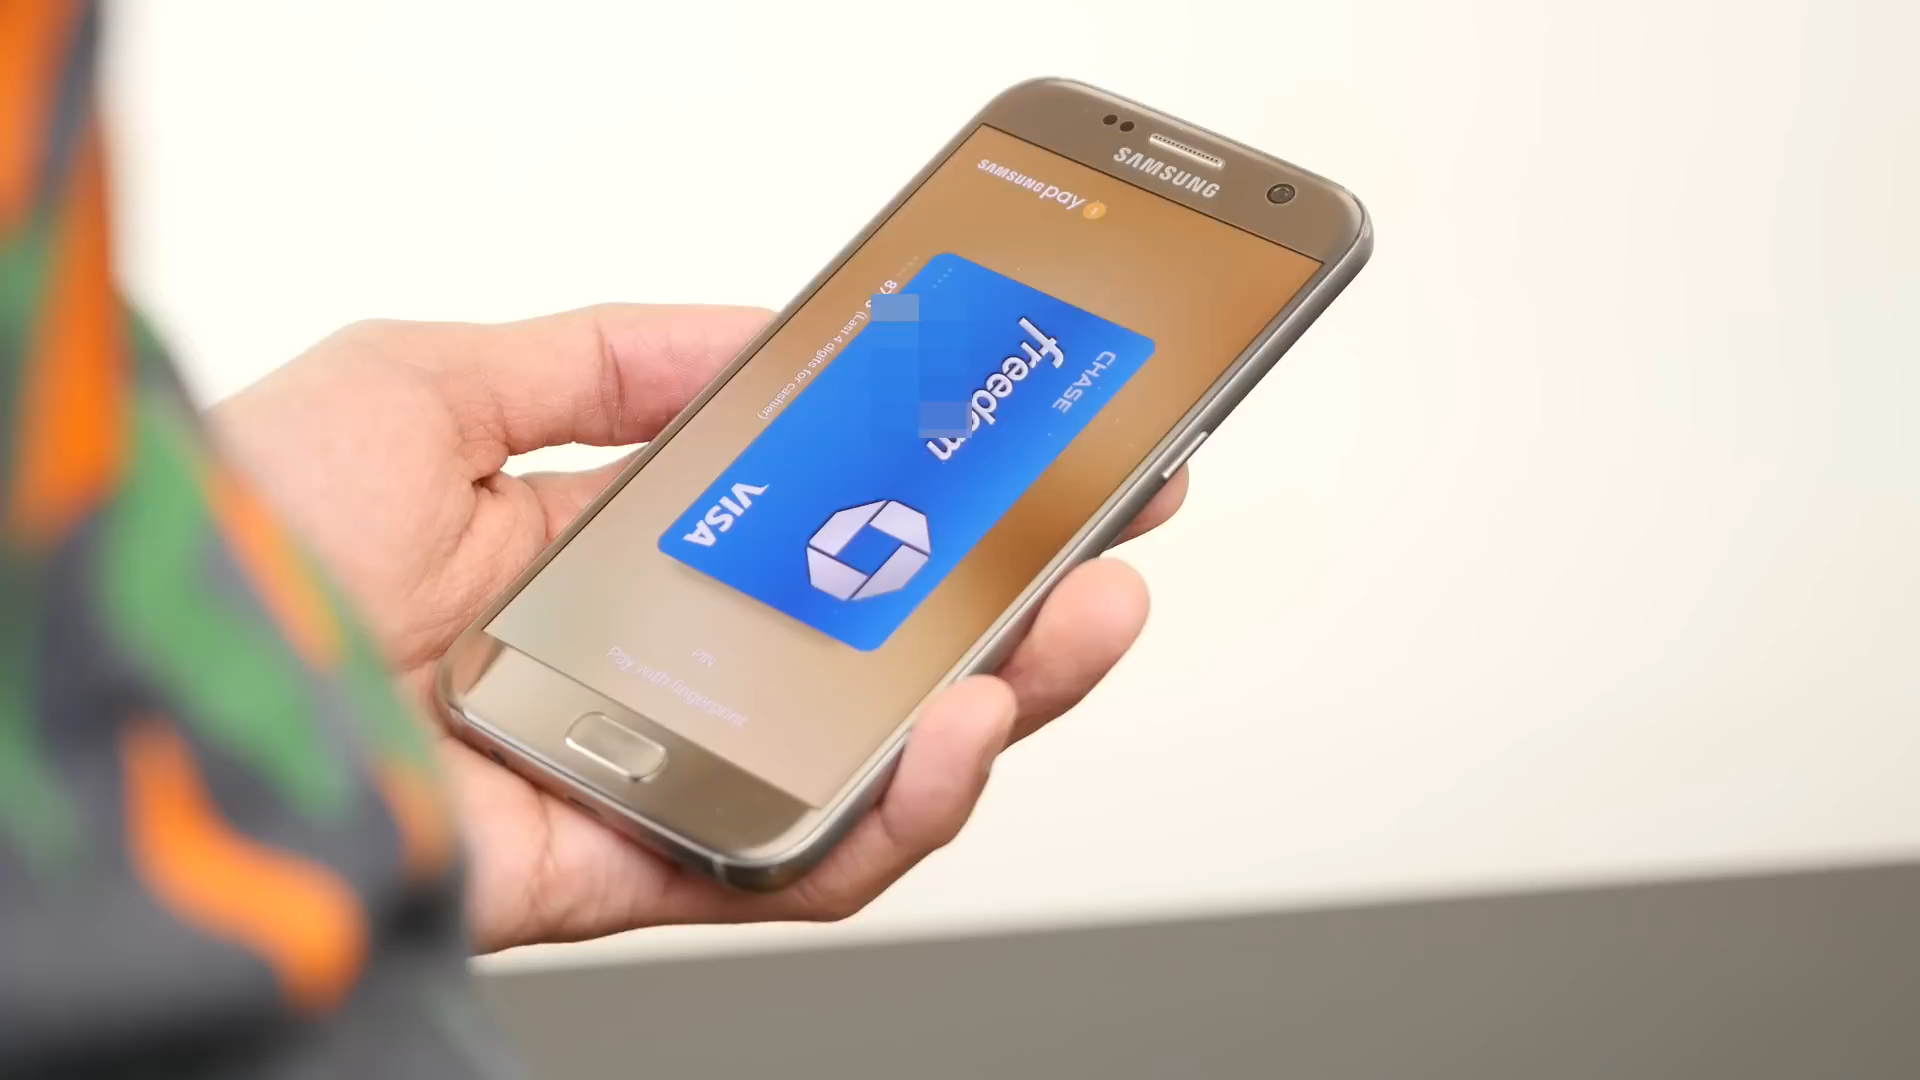 SAMSUNG
SAMSUNG pay
CHASE
freedom
(Last 4 digits for cashier)
VISA
PIN
Pay with fingerprint